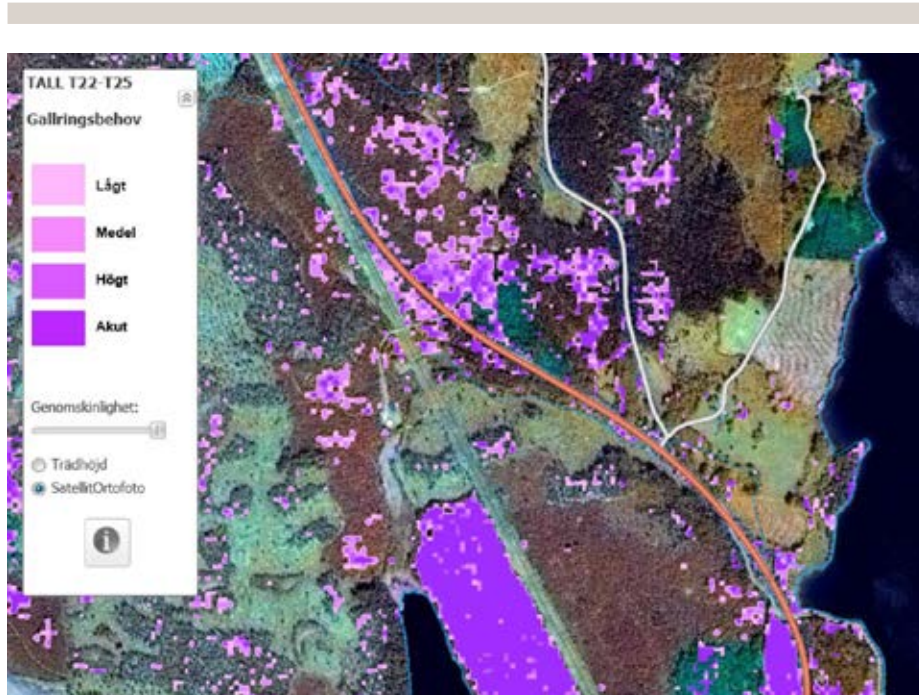 TALL T22-T25
Gallringsbehov
Lågt
Medel
Högt
Akut
Genomskinlighet:
Trädhöjd
SatellitOrtofoto
i